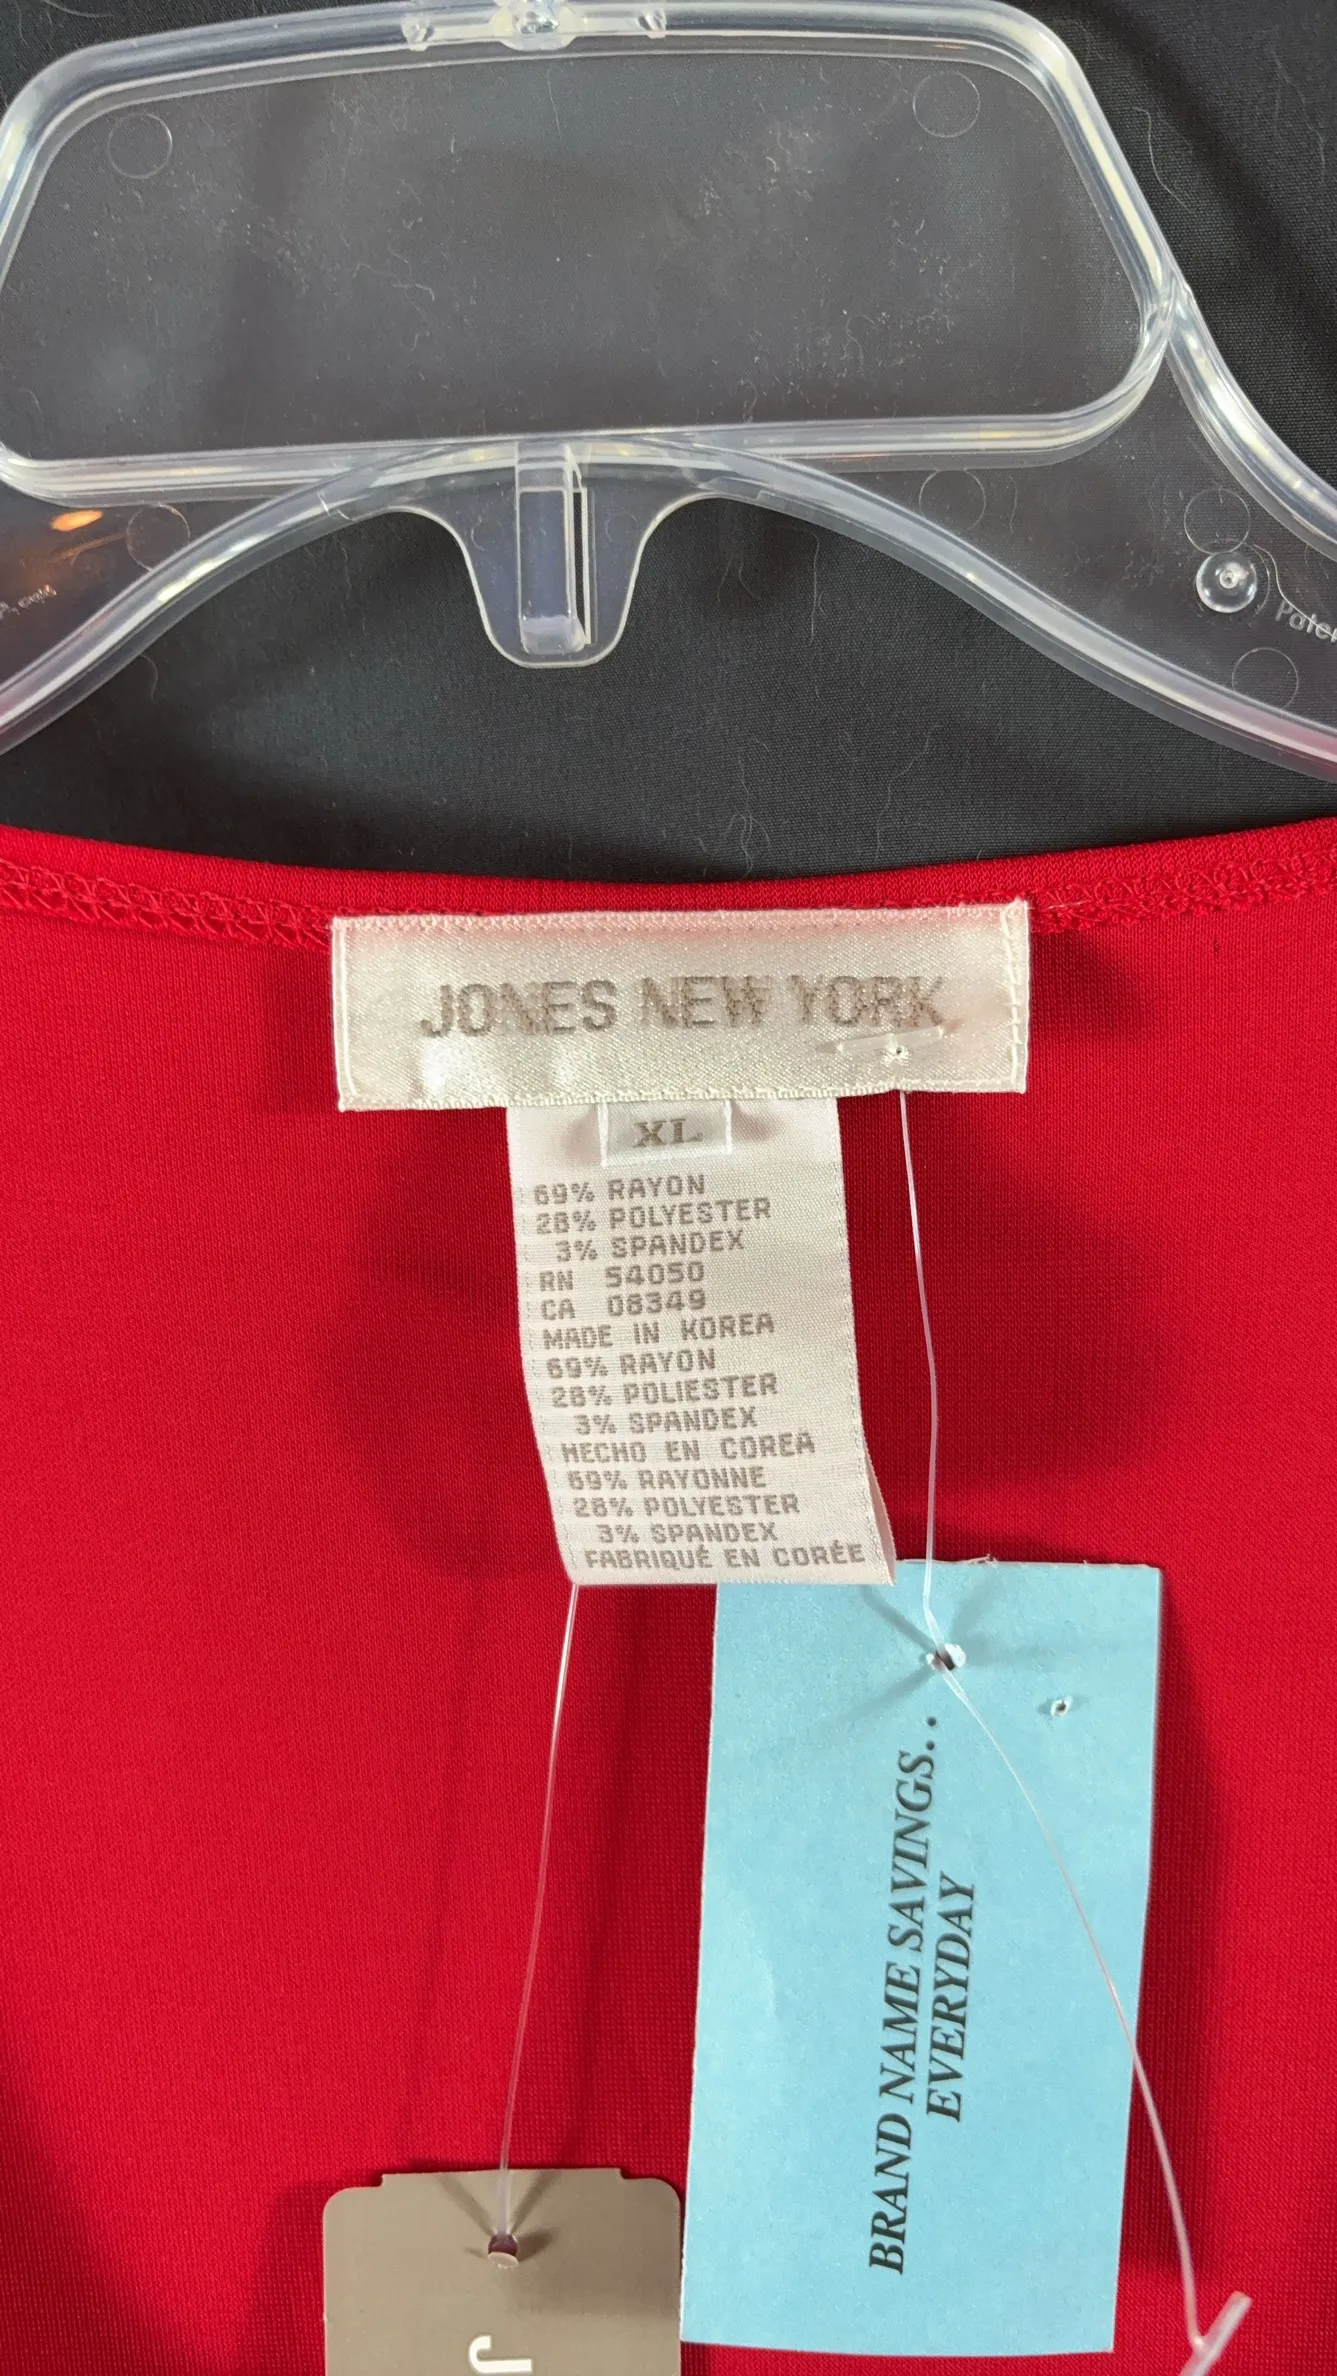 JONES NEW YORK
XL
69% RAYON
28% POLYESTER
3% SPANDEX
RN 54050
CA 08349
MADE IN KOREA
69% RAYON
28% POLIESTER
3% SPANDEX
HECHO EN COREA
69% RAYONNE
28% POLYESTER
3% SPANDEX
FABRIQUÉ EN CORÉE
BRAND NAME SAVINGS. .
EVERYDAY
J